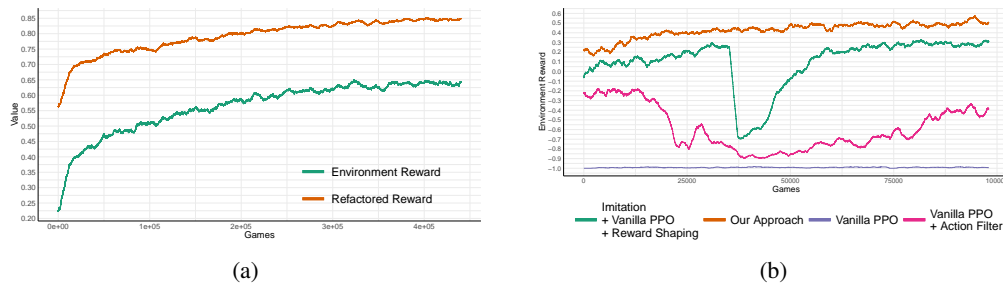 0.85
0.80
0.75
0.70
0.65
0.60
0.55
0.50
0.45
0.40
0.35
0.30
0.25
0.20
Value
Environment Reward
Refactored Reward
0e+00 1e+05 2e+05 3e+05 4e+05
Games
(a)
0.6
0.5
0.4
0.3
0.2
0.1
0.0
−0.1
−0.2
−0.3
−0.4
−0.5
−0.6
−0.7
−0.8
−0.9
−1.0
Environment Reward
0 25000 50000 75000 10000
Games
Imitation
+ Vanilla PPO
+ Reward Shaping
Our Approach
Vanilla PPO
Vanilla PPO
+ Action Filter
(b)